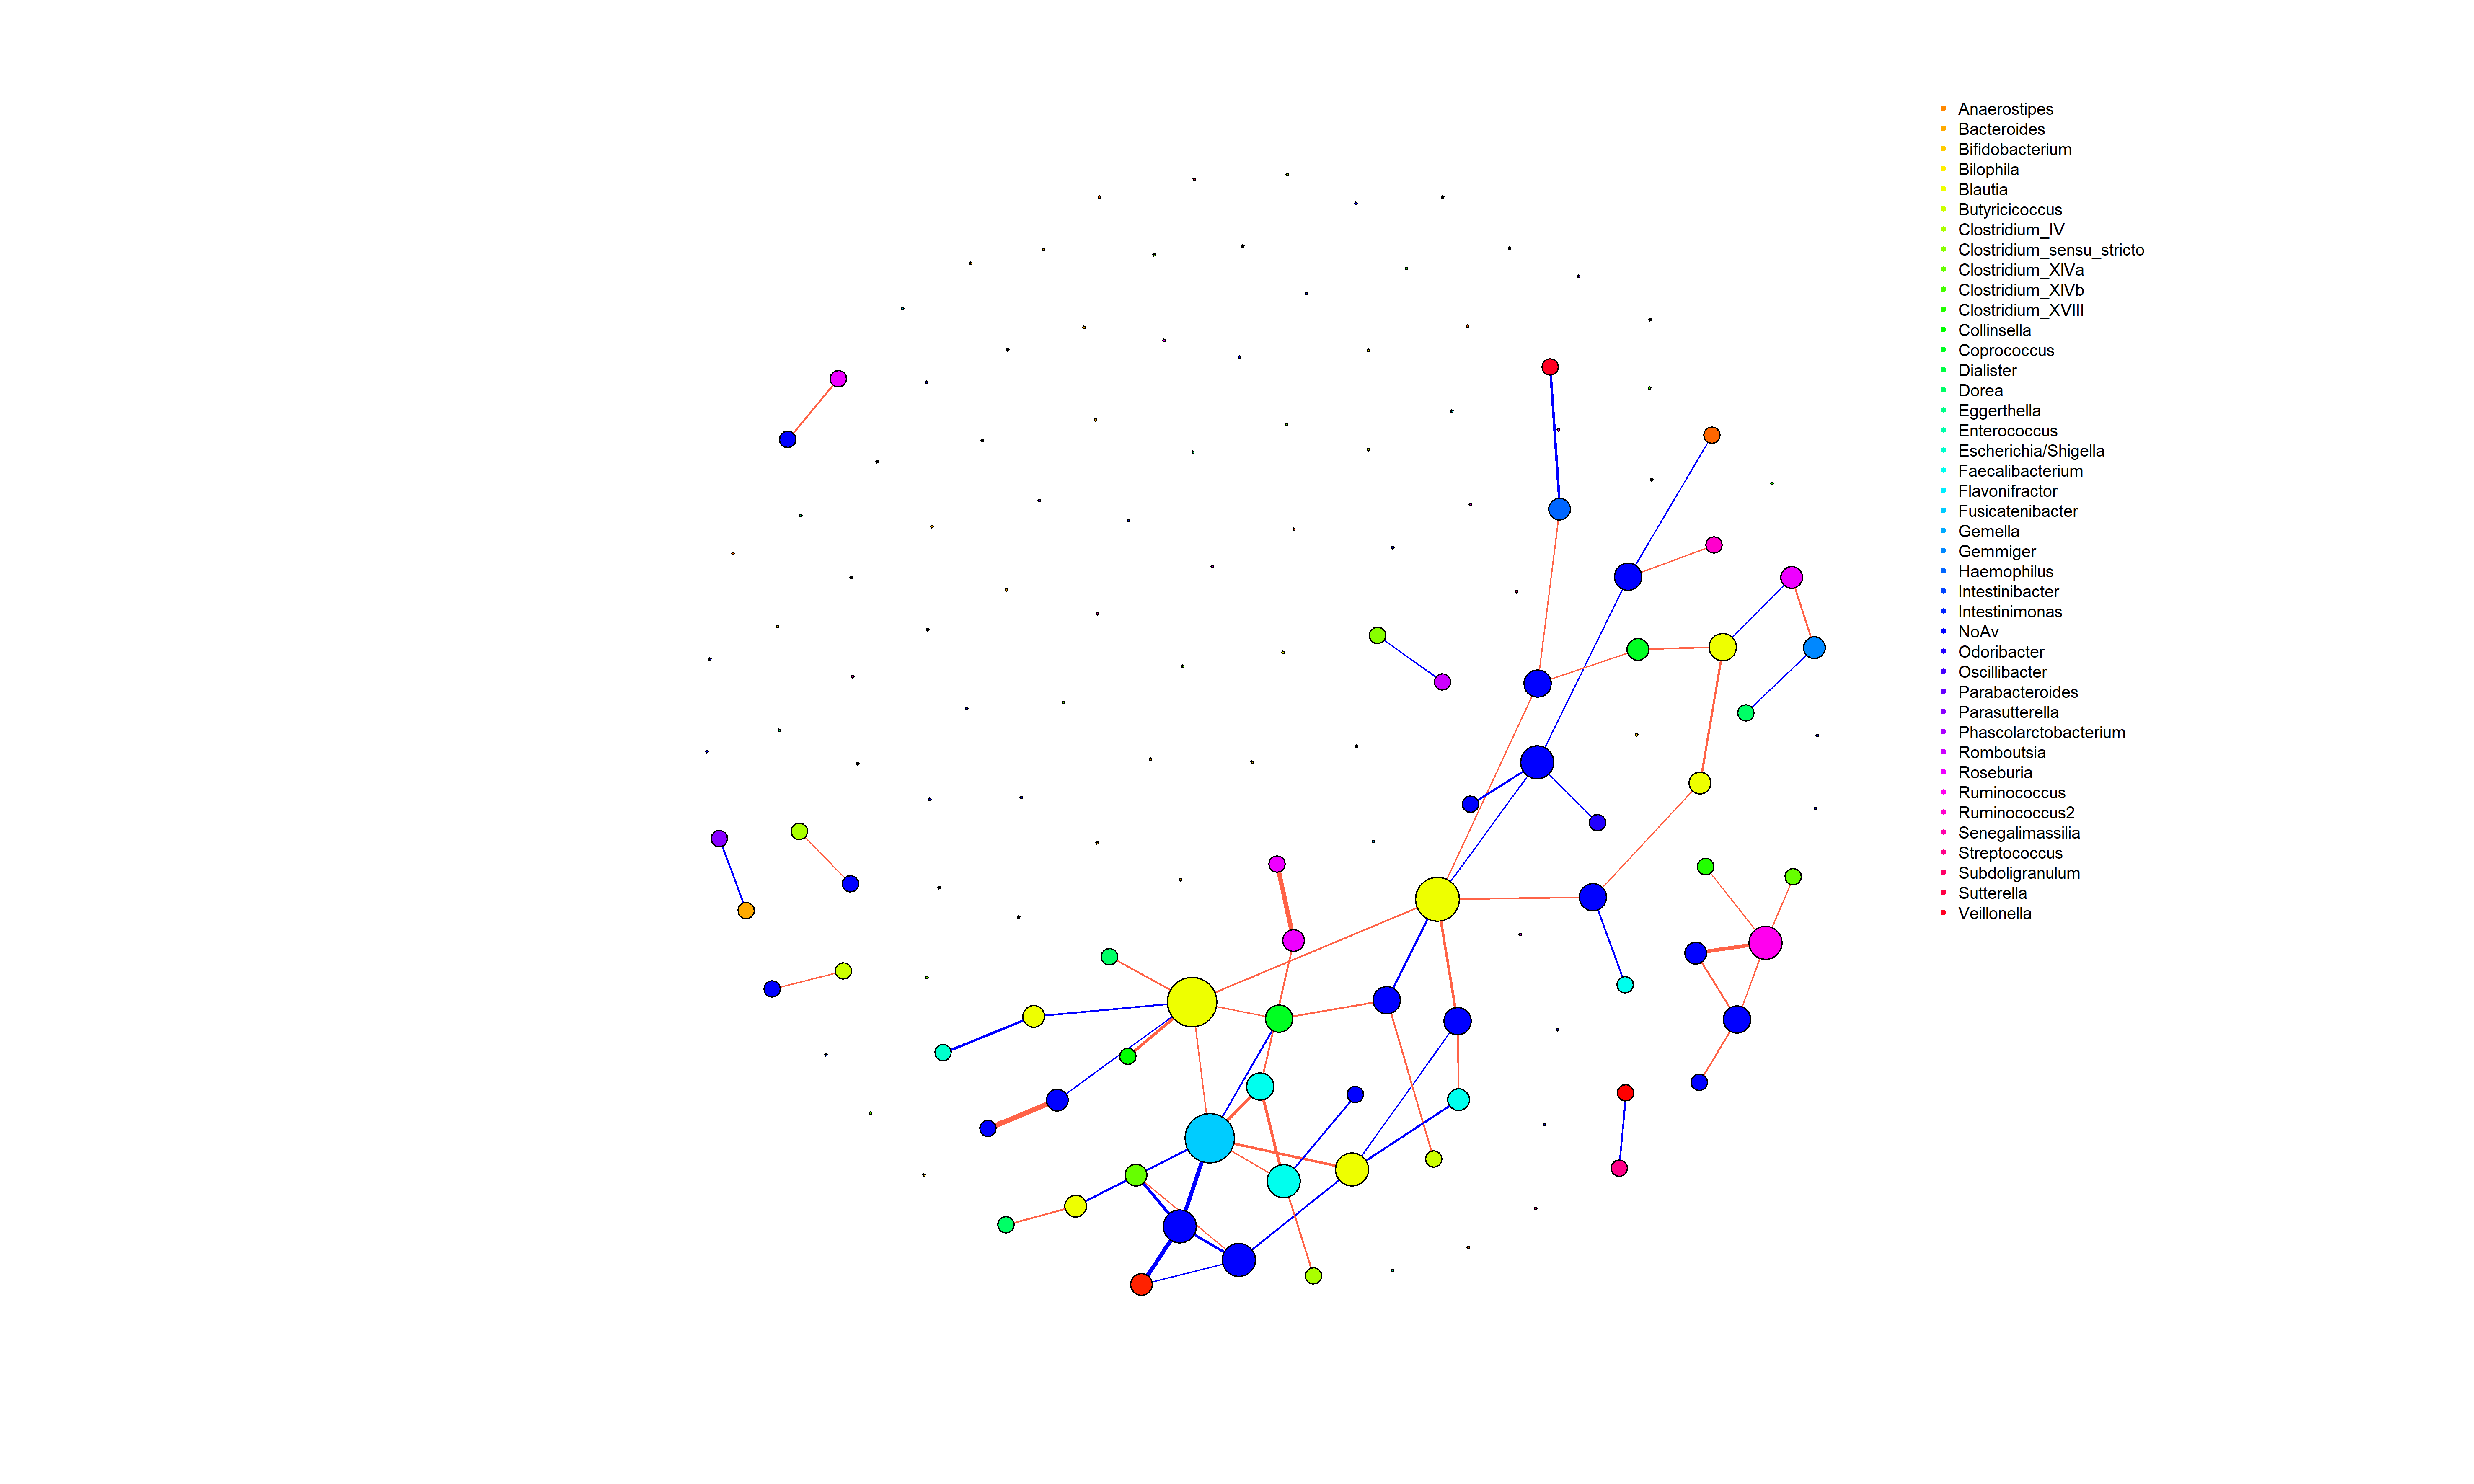 Anaerostipes
Bacteroides
Bifidobacterium
Bilophila
Blautia
Butyricicoccus
Clostridium_IV
Clostridium_sensu_stricto
Clostridium_XlVa
Clostridium_XlVb
Clostridium_XVIII
Collinsella
Coprococcus
Dialister
Dorea
Eggerthella
Enterococcus
Escherichia/Shigella
Faecalibacterium
Flavonifractor
Fusicatenibacter
Gemella
Gemmiger
Haemophilus
Intestinibacter
Intestinimonas
NoAv
Odoribacter
Oscillibacter
Parabacteroides
Parasutterella
Phascolarctobacterium
Romboutsia
Roseburia
Ruminococcus
Ruminococcus2
Senegalimassilia
Streptococcus
Subdoligranulum
Sutterella
Veillonella